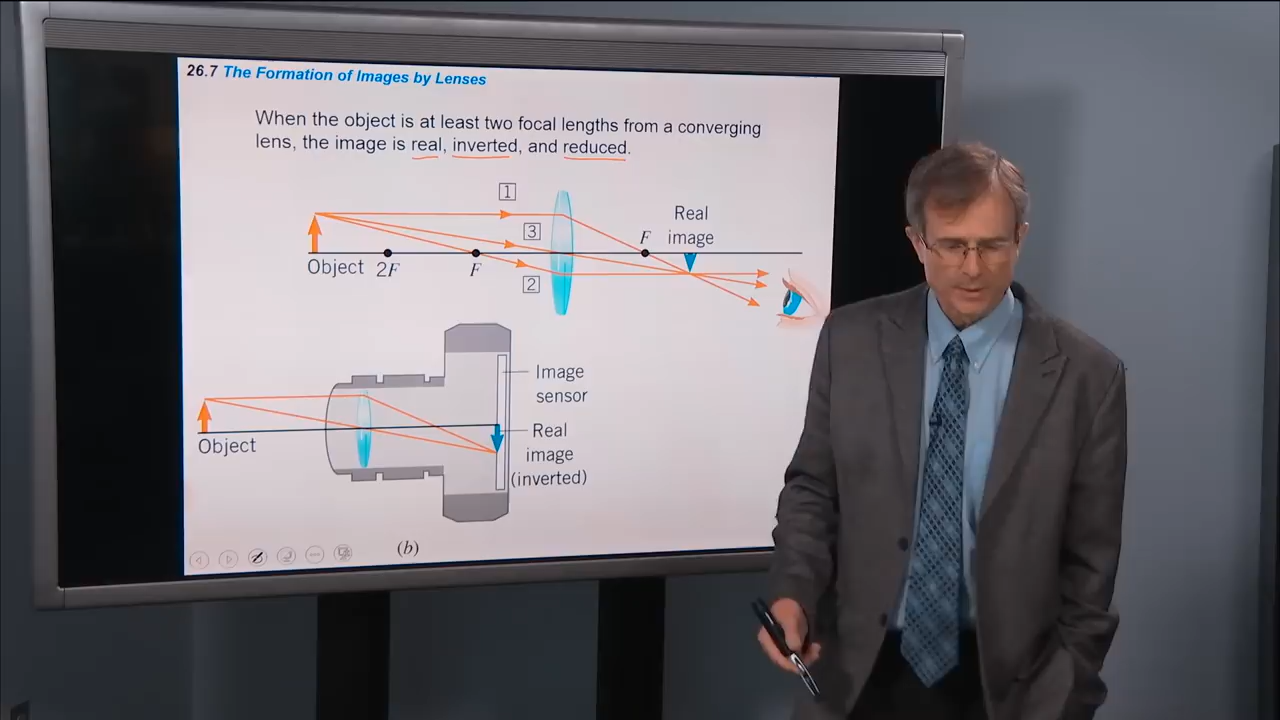 26.7 The Formation of Images by Lenses
When the object is at least two focal lengths from a converging
lens, the image is real, inverted, and reduced.
1
3
2
Object
2F
F
F
Real
image
Object
Image
sensor
Real
image
(inverted)
(b)